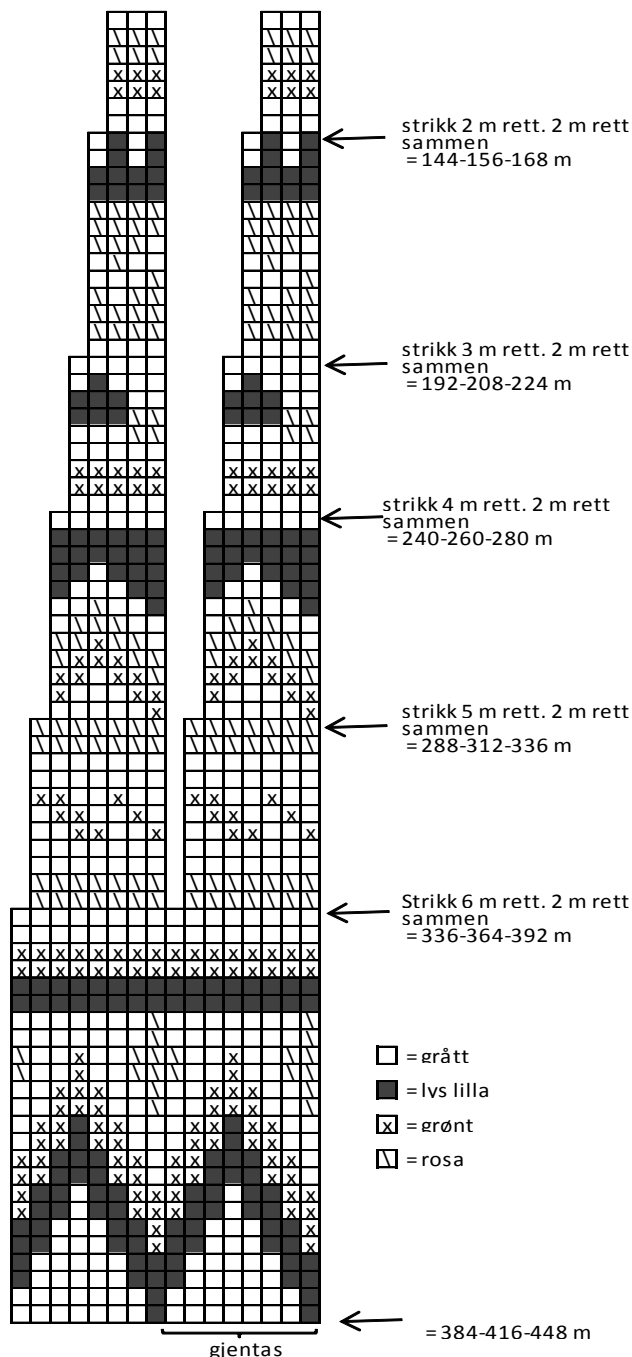 strikk 2 m rett. 2 m rett
sammen
=144-156-168 m
strikk 3 m rett. 2 m rett
sammen
=192-208-224 m
strikk 4 m rett. 2 m rett
sammen
=240-260-280 m
strikk 5 m rett. 2 m rett
sammen
=288-312-336 m
Strikk 6 m rett. 2 m rett
sammen
=336-364-392 m
= grått
= lys lilla
= grønt
= rosa
=384-416-448 m
gjentas